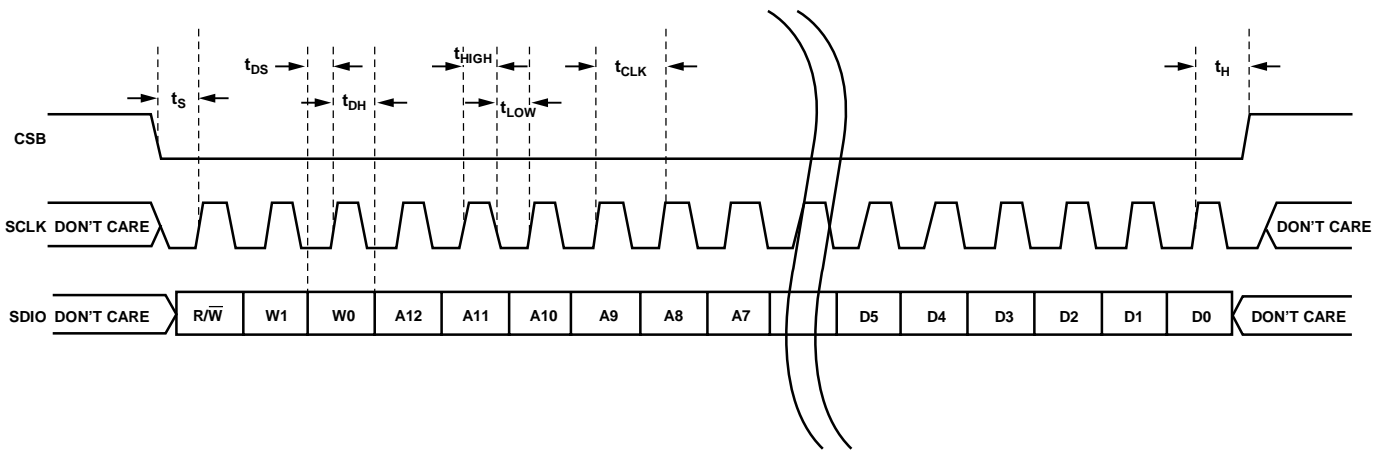 tHIGH
tDS
tCLK
tH
tS
tDH
tLOW
CSB
SCLK DON'T CARE
DON'T CARE
SDIO DON'T CARE R/W̅ W1 W0 A12 A11 A10 A9 A8 A7 D5 D4 D3 D2 D1 D0 DON'T CARE